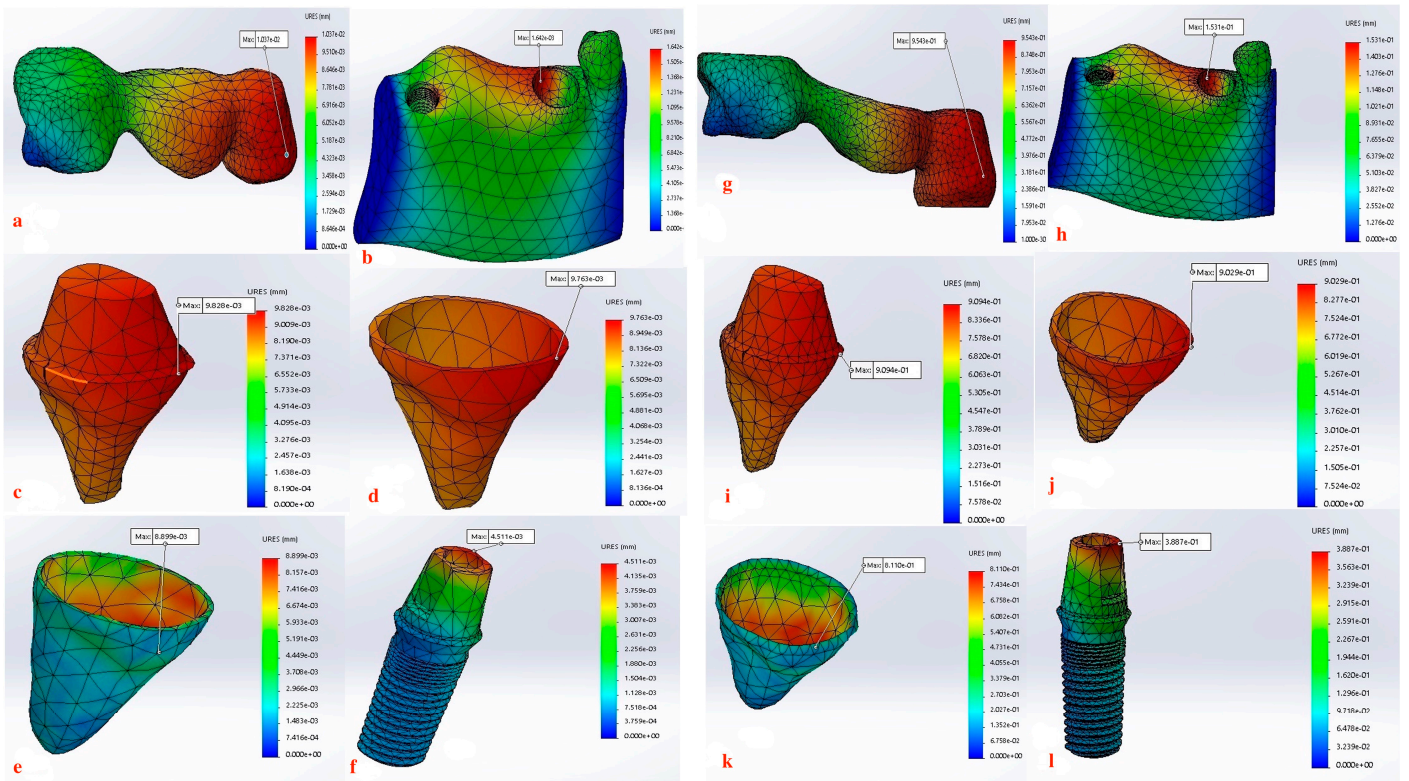 URES (mm)
Max: 1.037e-02
1.037e-02
9.510e-03
8.646e-03
7.781e-03
6.916e-03
6.052e-03
5.187e-03
4.323e-03
3.458e-03
2.594e-03
1.729e-03
8.646e-04
0.000e+00
a
URES (mm)
Max: 1.642e-03
1.642e-
1.505e-
1.368e-
1.231e-
1.095e-
9.578e-
8.210e-
6.842e-
5.473e-
4.105e-
2.737e-
1.368e-
0.000e+
b
URES (mm)
Max: 9.543e-01
9.543e-01
8.748e-01
7.953e-01
7.157e-01
6.362e-01
5.567e-01
4.772e-01
3.976e-01
3.181e-01
2.386e-01
1.591e-01
7.953e-02
1.000e-30
g
URES (mm)
Max: 1.531e-01
1.531e-01
1.403e-01
1.276e-01
1.148e-01
1.021e-01
8.931e-02
7.655e-02
6.379e-02
5.103e-02
3.827e-02
2.552e-02
1.276e-02
0.000e+00
h
URES (mm)
Max: 9.828e-03
9.828e-03
9.009e-03
8.190e-03
7.371e-03
6.552e-03
5.733e-03
4.914e-03
4.095e-03
3.276e-03
2.457e-03
1.638e-03
8.190e-04
0.000e+00
c
URES (mm)
Max: 9.763e-03
9.763e-03
8.949e-03
8.136e-03
7.322e-03
6.509e-03
5.695e-03
4.881e-03
4.068e-03
3.254e-03
2.441e-03
1.627e-03
8.136e-04
0.000e+00
d
URES (mm)
Max: 9.094e-01
9.094e-01
8.336e-01
7.578e-01
6.820e-01
6.063e-01
5.305e-01
4.547e-01
3.789e-01
3.031e-01
2.273e-01
1.516e-01
7.578e-02
0.000e+00
i
URES (mm)
Max: 9.029e-01
9.029e-01
8.277e-01
7.524e-01
6.772e-01
6.019e-01
5.267e-01
4.514e-01
3.762e-01
3.010e-01
2.257e-01
1.505e-01
7.524e-02
0.000e+00
j
URES (mm)
Max: 8.899e-03
8.899e-03
8.157e-03
7.416e-03
6.674e-03
5.933e-03
5.191e-03
4.449e-03
3.708e-03
2.966e-03
2.225e-03
1.483e-03
7.416e-04
0.000e+00
e
URES (mm)
Max: 4.511e-03
4.511e-03
4.135e-03
3.759e-03
3.383e-03
3.007e-03
2.631e-03
2.256e-03
1.880e-03
1.504e-03
1.128e-03
7.518e-04
3.759e-04
0.000e+00
f
URES (mm)
Max: 8.110e-01
8.110e-01
7.434e-01
6.758e-01
6.082e-01
5.407e-01
4.731e-01
4.055e-01
3.379e-01
2.703e-01
2.027e-01
1.352e-01
6.758e-02
0.000e+00
k
URES (mm)
Max: 3.887e-01
3.887e-01
3.563e-01
3.239e-01
2.915e-01
2.591e-01
2.267e-01
1.944e-01
1.620e-01
1.296e-01
9.718e-02
6.478e-02
3.239e-02
0.000e+00
l